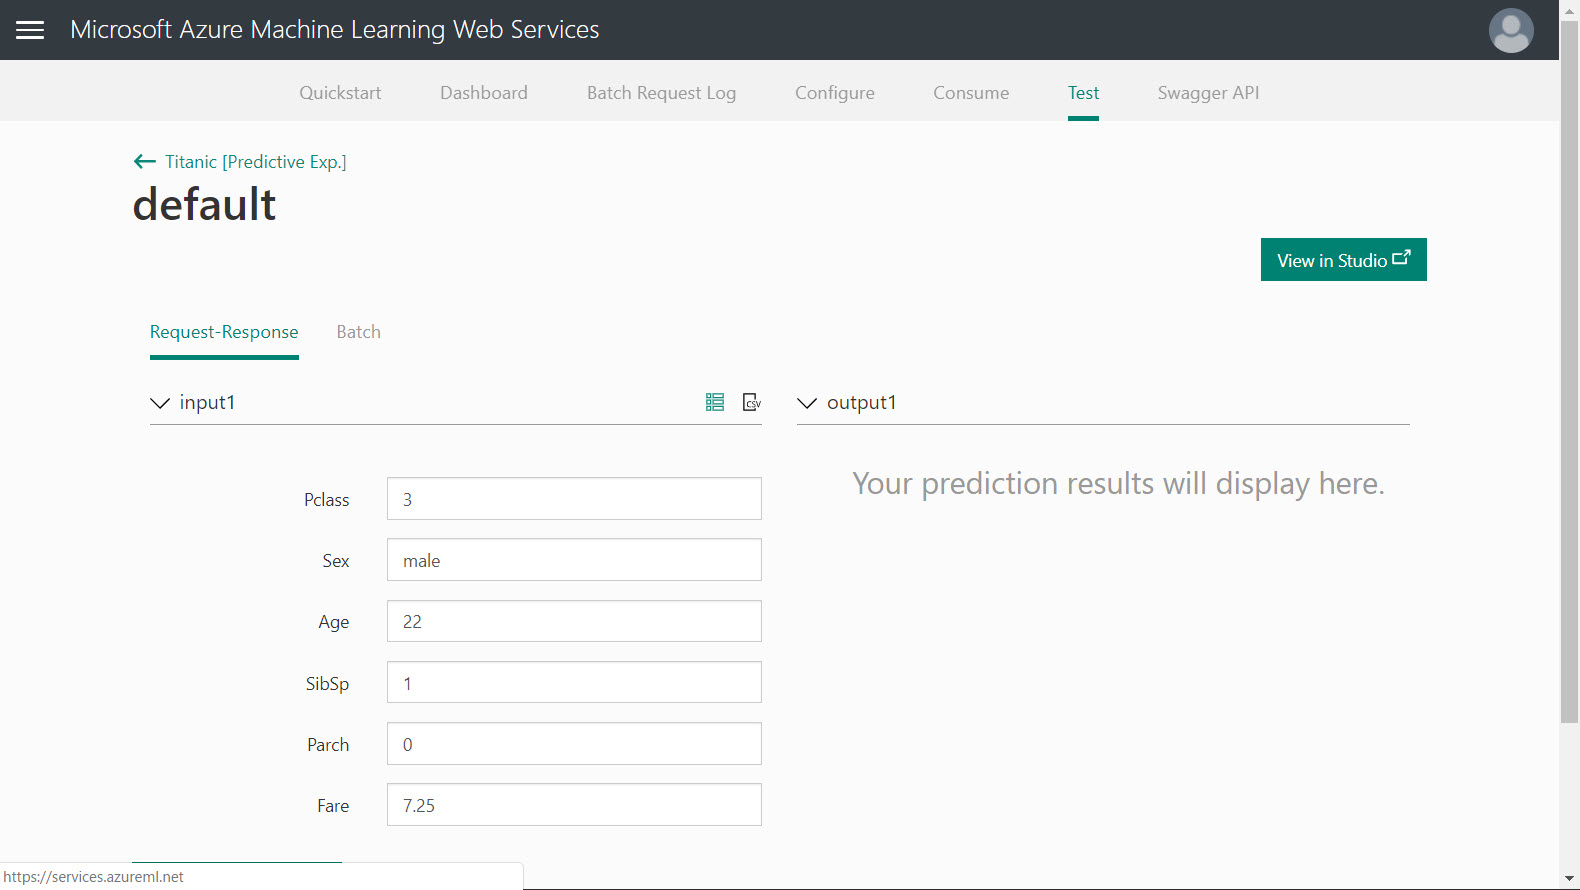 Microsoft Azure Machine Learning Web Services
Quickstart Dashboard Batch Request Log Configure Consume Test Swagger API
Titanic [Predictive Exp.]
default
View in Studio
Request-Response Batch
input1 CSV output1
Your prediction results will display here.
Pclass 3
Sex male
Age 22
SibSp 1
Parch 0
Fare 7.25
https://services.azureml.net